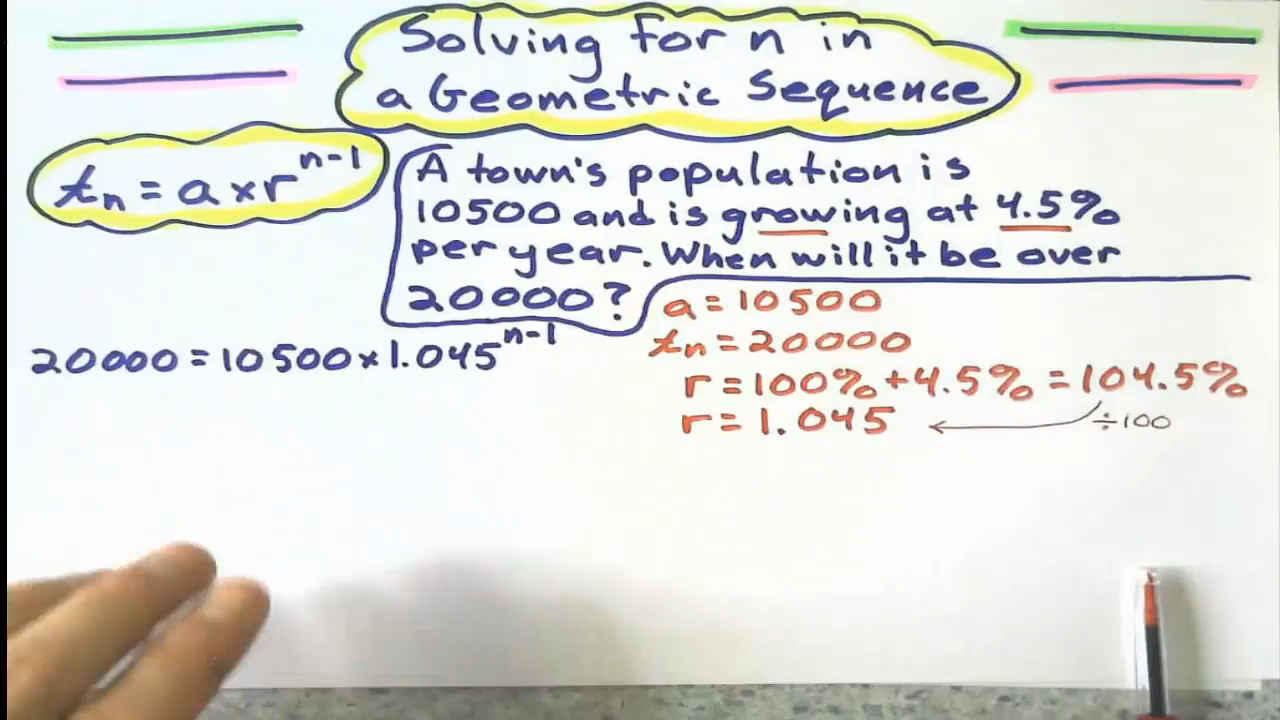 Solving for n in
a Geometric Sequence
tn = a × r^n-1
A town's population is
10500 and is growing at 4.5%
per year. When will it be over
20000?
a = 10500
tn = 20000
r = 100% + 4.5% = 104.5%
r = 1.045
÷100
20000 = 10500 × 1.045^n-1